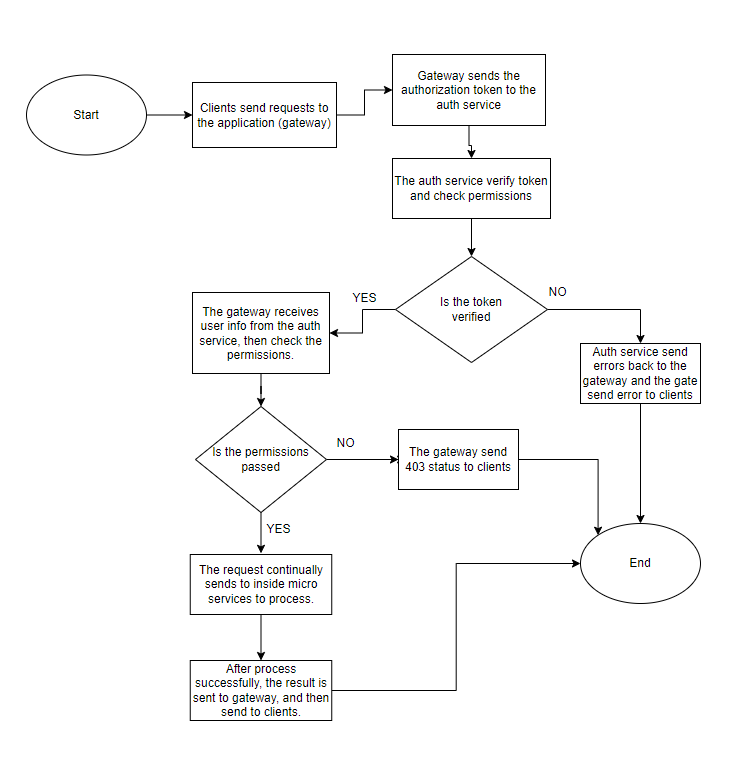 Start
Clients send requests to
the application (gateway)
Gateway sends the
authorization token to the
auth service
The auth service verify token
and check permissions
Is the token
verified
YES
NO
The gateway receives
user info from the auth
service, then check the
permissions.
Auth service send
errors back to the
gateway and the gate
send error to clients
Is the permissions
passed
NO
The gateway send
403 status to clients
YES
The request continually
sends to inside micro
services to process.
End
After process
successfully, the result is
sent to gateway, and then
send to clients.